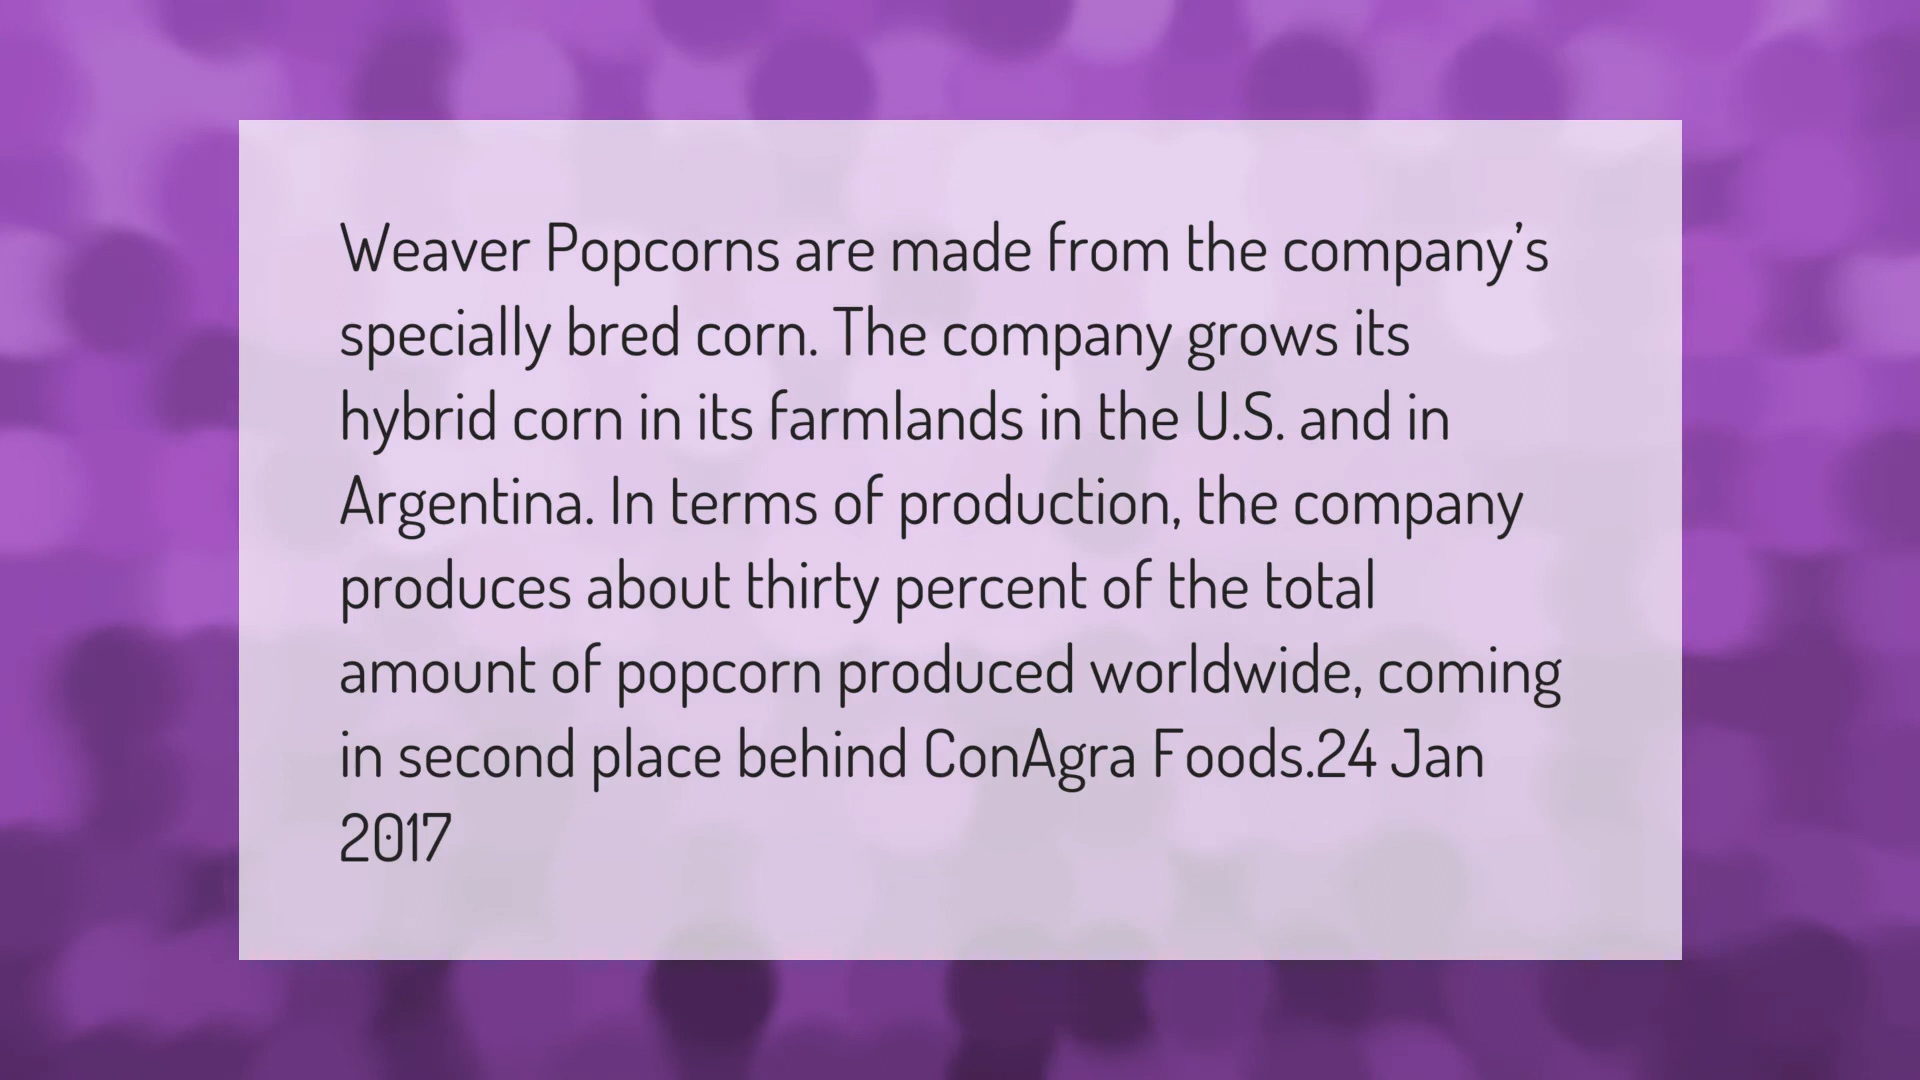 Weaver Popcorns are made from the company’s
specially bred corn. The company grows its
hybrid corn in its farmlands in the U.S. and in
Argentina. In terms of production, the company
produces about thirty percent of the total
amount of popcorn produced worldwide, coming
in second place behind ConAgra Foods.24 Jan
2017